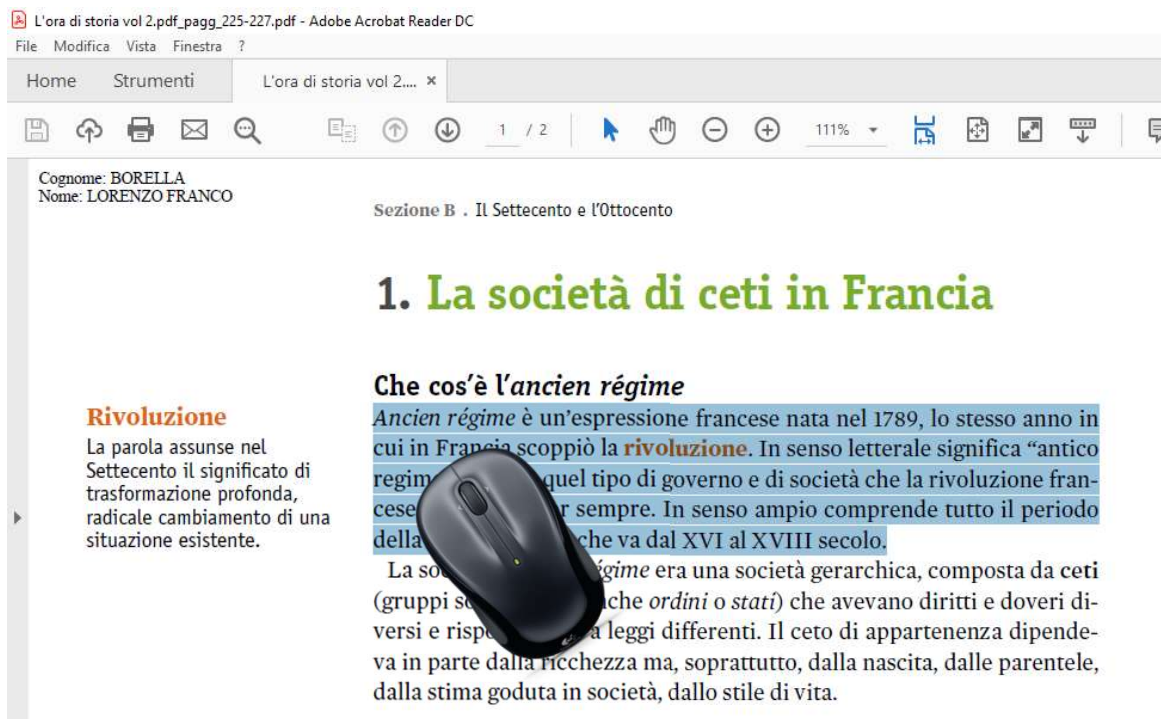 L'ora di storia vol 2.pdf_pagg_225-227.pdf - Adobe Acrobat Reader DC
File Modifica Vista Finestra ?
Home Strumenti L'ora di storia vol 2.... ×
1 / 2 111%
Cognome: BORELLA
Nome: LORENZO FRANCO
Sezione B . Il Settecento e l'Ottocento
1. La società di ceti in Francia
Rivoluzione
La parola assunse nel
Settecento il significato di
trasformazione profonda,
radicale cambiamento di una
situazione esistente.
Che cos'è l'ancien régime
Ancien régime è un'espressione francese nata nel 1789, lo stesso anno in
cui in Francia scoppiò la rivoluzione. In senso letterale significa “antico
quel tipo di governo e di società che la rivoluzione fran-
cese sempre. In senso ampio comprende tutto il periodo
della che va dal XVI al XVIII secolo.
La era una società gerarchica, composta da ceti
(gruppi ordini o stati) che avevano diritti e doveri di-
versi e a leggi differenti. Il ceto di appartenenza dipende-
va in parte dalla ricchezza ma, soprattutto, dalla nascita, dalle parentele,
dalla stima goduta in società, dallo stile di vita.